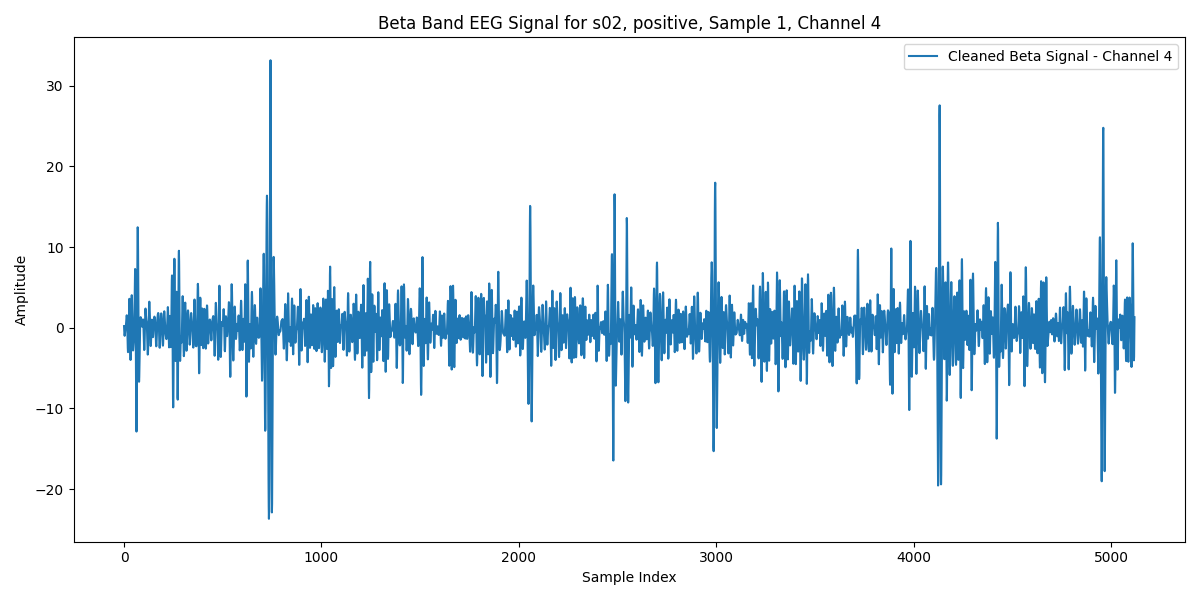 Beta Band EEG Signal for s02, positive, Sample 1, Channel 4
Cleaned Beta Signal - Channel 4
Amplitude
30
20
10
0
−10
−20
0 1000 2000 3000 4000 5000
Sample Index